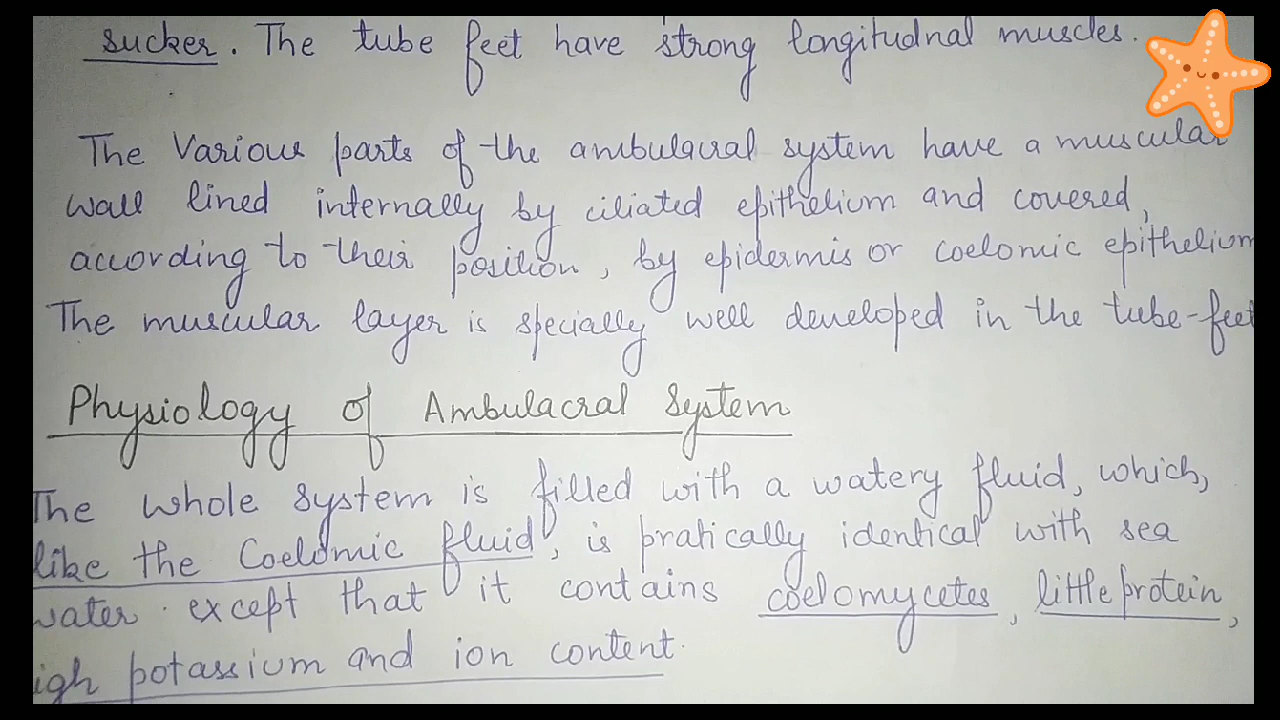 sucker. The tube feet have strong longitudnal muscles.
The Various parts of the ambulacral system have a muscular
wall lined internally by ciliated epithelium and covered,
according to their position, by epidermis or coelomic epithelium
The muscular layer is specially well developed in the tube-feet
Physiology of Ambulacral System
The whole system is filled with a watery fluid, which,
like the Coelomic fluid, is pratically identical with sea
water. except that it contains coelomycetes, little protein,
igh potassium and ion content.